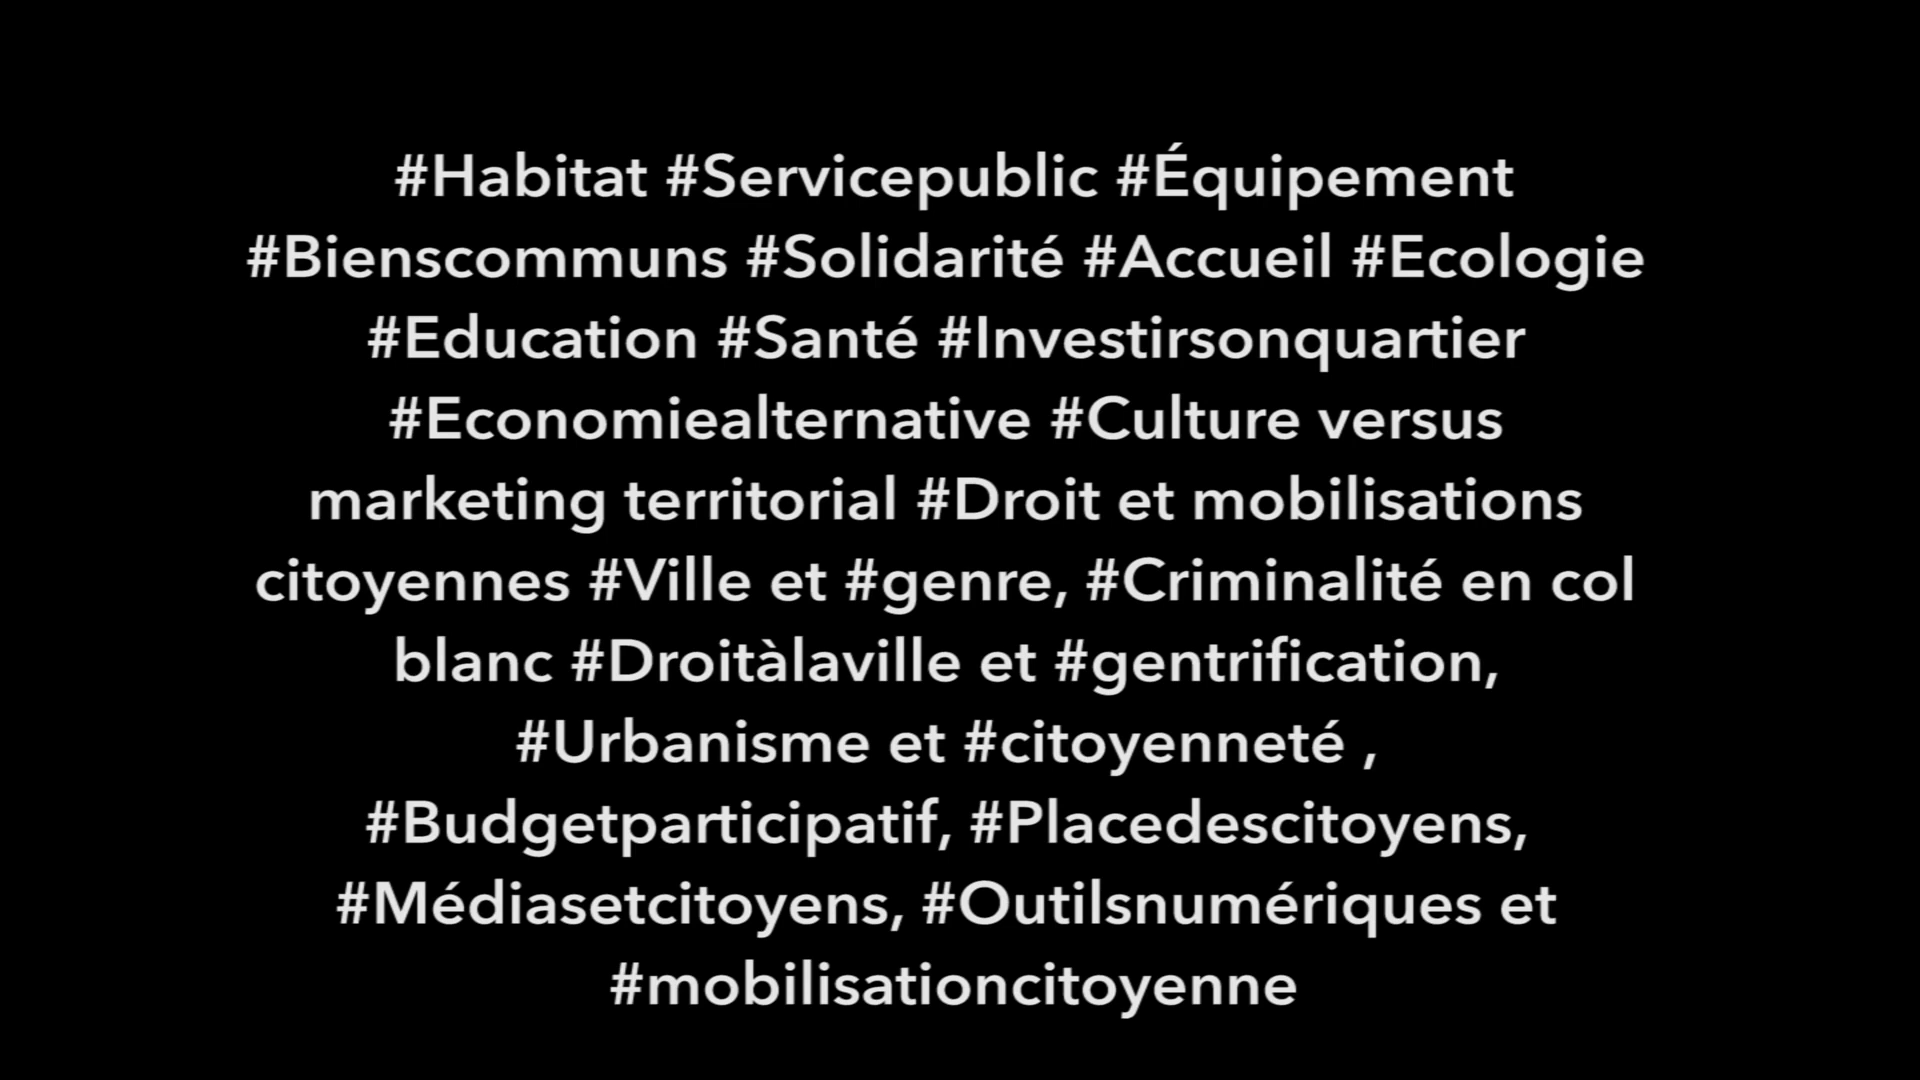 #Habitat #Servicepublic #Équipement
#Bienscommuns #Solidarité #Accueil #Ecologie
#Education #Santé #Investirsonquartier
#Economiealternative #Culture versus
marketing territorial #Droit et mobilisations
citoyennes #Ville et #genre, #Criminalité en col
blanc #Droitàlaville et #gentrification,
#Urbanisme et #citoyenneté ,
#Budgetparticipatif, #Placedescitoyens,
#Médiasetcitoyens, #Outilsnumériques et
#mobilisationcitoyenne